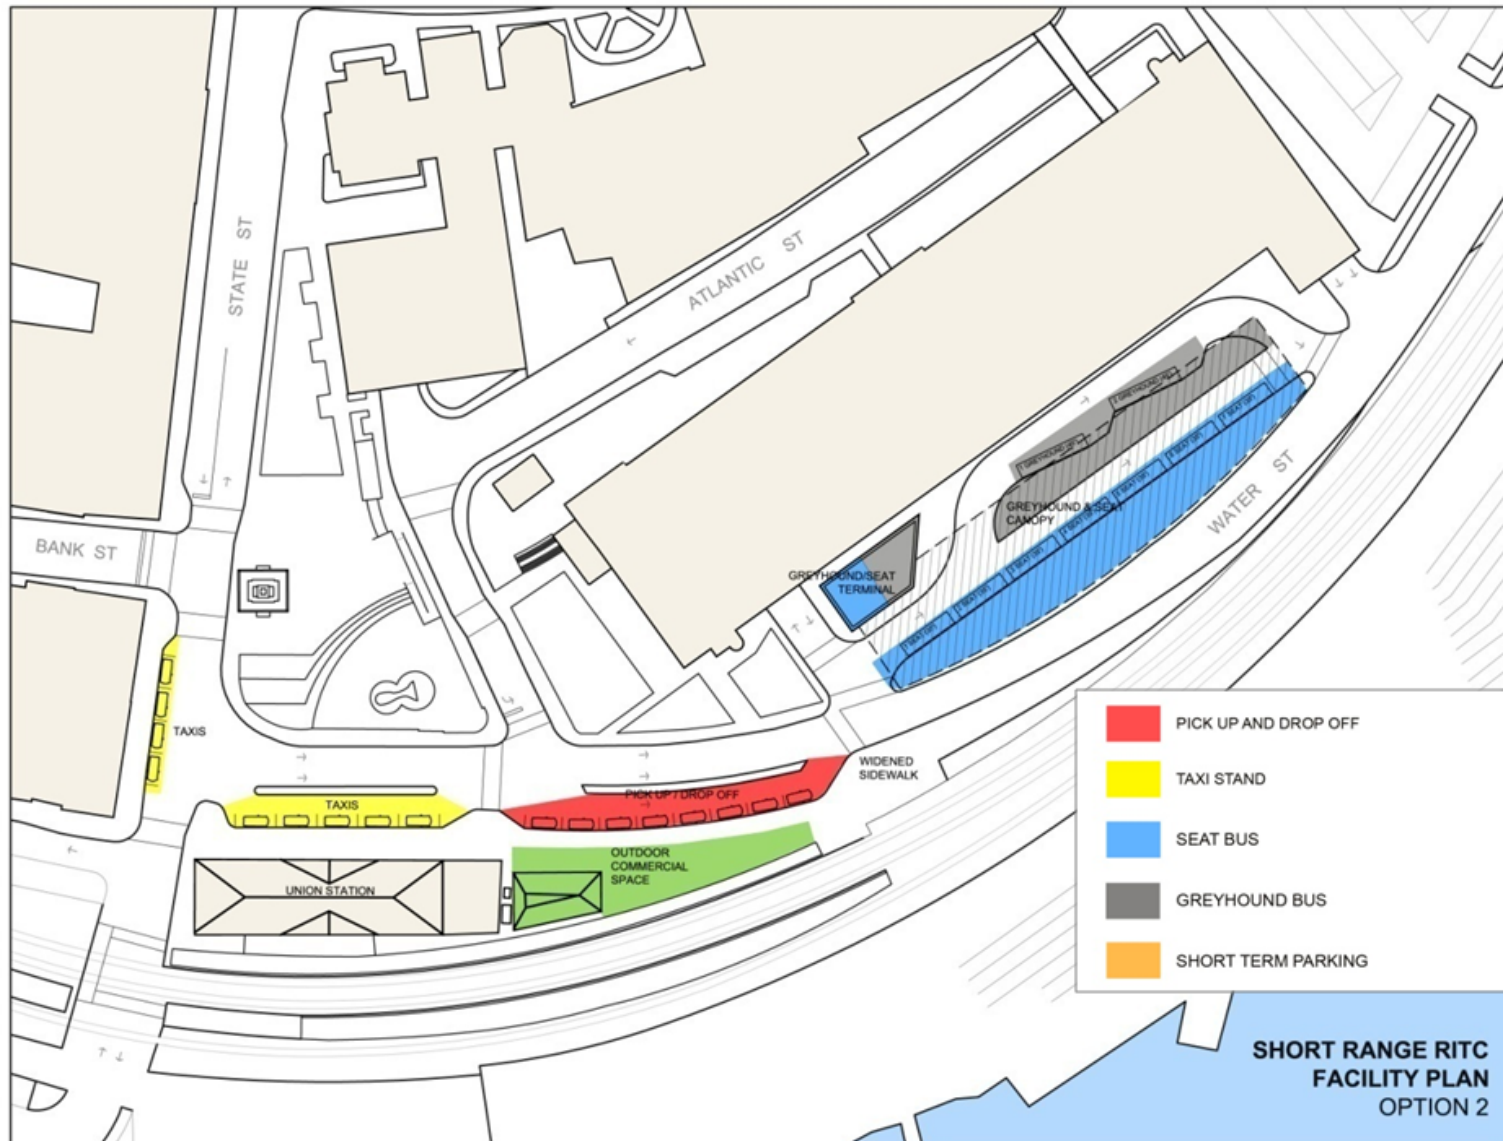 STATE ST
ATLANTIC ST
BANK ST
WATER ST
GREYHOUND & SEAT
CANOPY
GREYHOUND/SEAT
TERMINAL
TAXIS
WIDENED
SIDEWALK
TAXIS
PICK UP / DROP OFF
OUTDOOR
COMMERCIAL
SPACE
UNION STATION
PICK UP AND DROP OFF
TAXI STAND
SEAT BUS
GREYHOUND BUS
SHORT TERM PARKING
SHORT RANGE RITC
FACILITY PLAN
OPTION 2